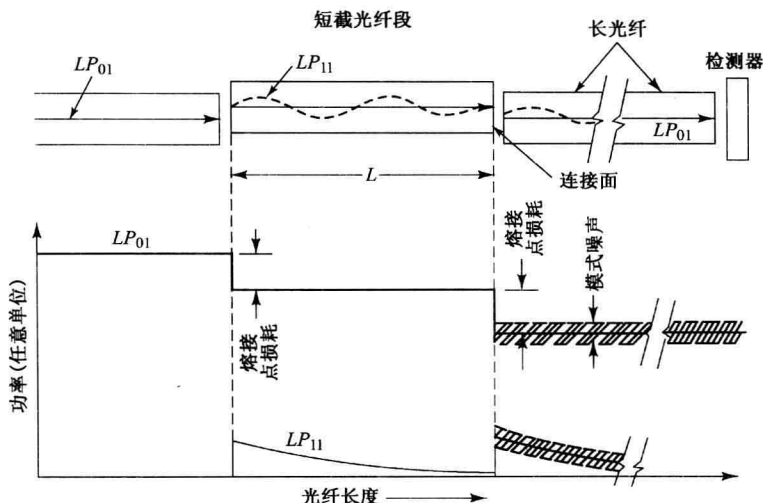 短截光纤段
长光纤
检测器
LP01
LP11
LP01
连接面
L
LP01
熔接
点损耗
熔接
点损耗
模式噪声
功率(任意单位)
LP11
光纤长度